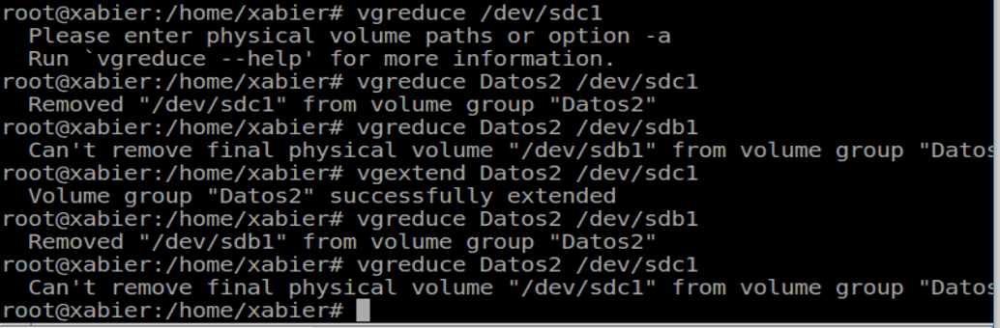 root@xabier:/home/xabier# vgreduce /dev/sdc1
  Please enter physical volume paths or option -a
  Run `vgreduce --help' for more information.
root@xabier:/home/xabier# vgreduce Datos2 /dev/sdc1
  Removed "/dev/sdc1" from volume group "Datos2"
root@xabier:/home/xabier# vgreduce Datos2 /dev/sdb1
  Can't remove final physical volume "/dev/sdb1" from volume group "Datos
root@xabier:/home/xabier# vgextend Datos2 /dev/sdc1
  Volume group "Datos2" successfully extended
root@xabier:/home/xabier# vgreduce Datos2 /dev/sdb1
  Removed "/dev/sdb1" from volume group "Datos2"
root@xabier:/home/xabier# vgreduce Datos2 /dev/sdc1
  Can't remove final physical volume "/dev/sdc1" from volume group "Datos
root@xabier:/home/xabier#